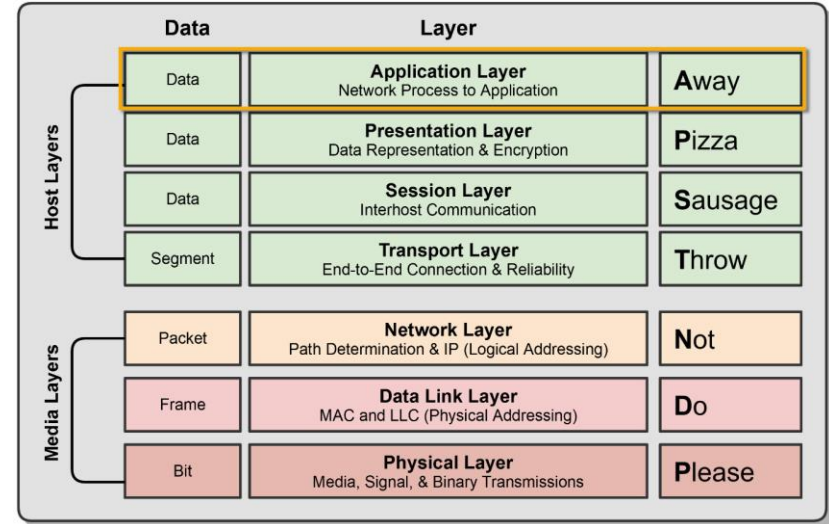 Data Layer
Host Layers
Data
Application Layer
Network Process to Application
Away
Data
Presentation Layer
Data Representation & Encryption
Pizza
Data
Session Layer
Interhost Communication
Sausage
Segment
Transport Layer
End-to-End Connection & Reliability
Throw
Media Layers
Packet
Network Layer
Path Determination & IP (Logical Addressing)
Not
Frame
Data Link Layer
MAC and LLC (Physical Addressing)
Do
Bit
Physical Layer
Media, Signal, & Binary Transmissions
Please